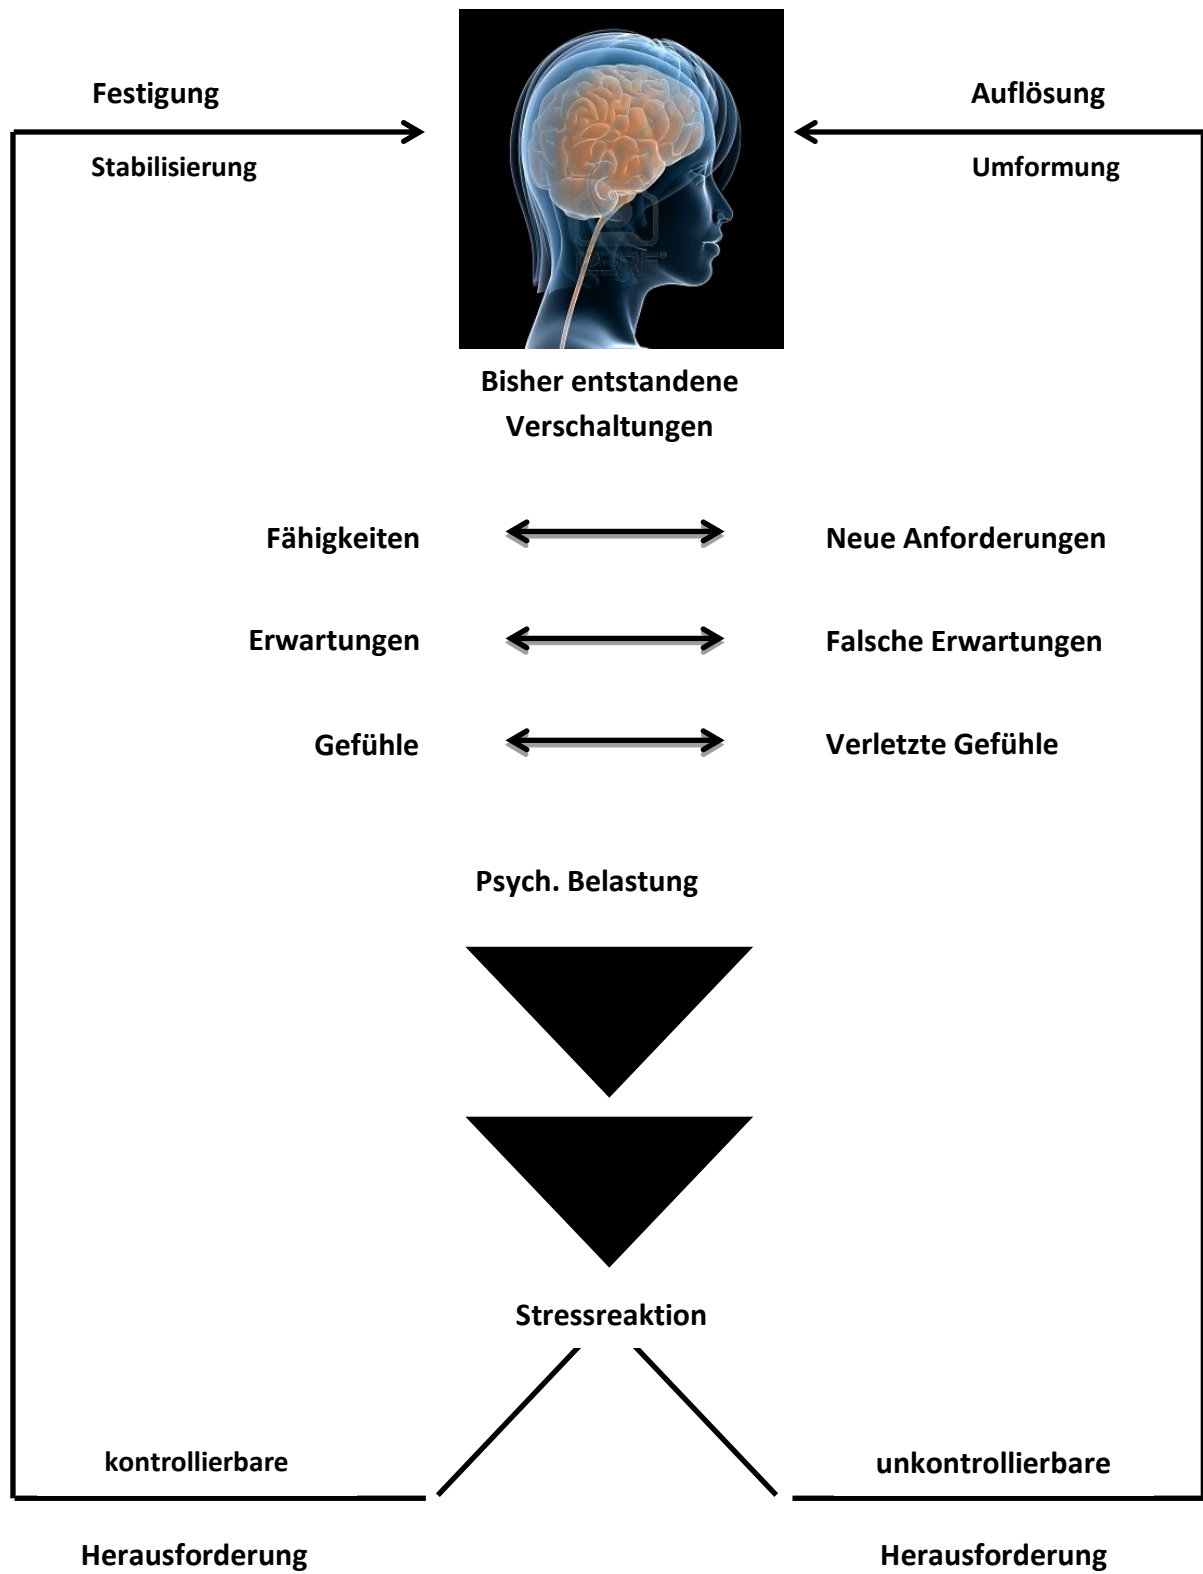 Festigung
Auflösung
Stabilisierung
Umformung
Bisher entstandene
Verschaltungen
Fähigkeiten
Neue Anforderungen
Erwartungen
Falsche Erwartungen
Gefühle
Verletzte Gefühle
Psych. Belastung
Stressreaktion
kontrollierbare
unkontrollierbare
Herausforderung
Herausforderung